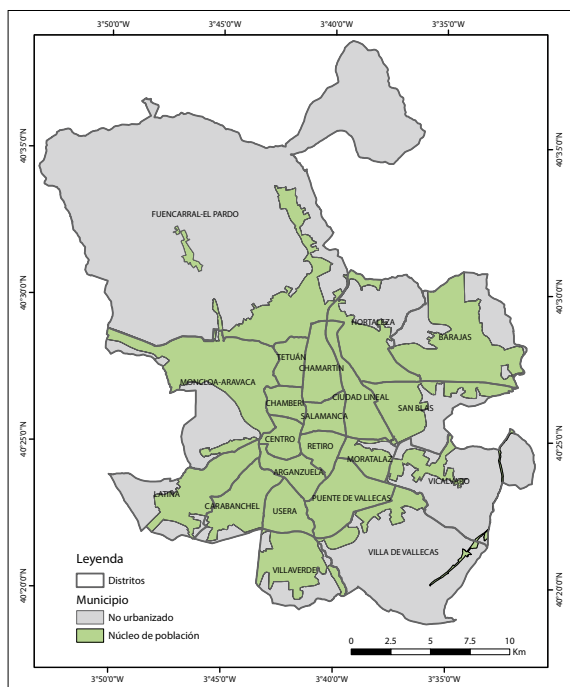 3°50'0"W 3°45'0"W 3°40'0"W 3°35'0"W
40°35'0"N 40°35'0"N
FUENCARRAL-EL PARDO
40°30'0"N 40°30'0"N
HORTALEZA
BARAJAS
TETUÁN
CHAMARTÍN
MONCLOA-ARAVACA
CHAMBERÍ
CIUDAD LINEAL
SALAMANCA
SAN BLAS
40°25'0"N 40°25'0"N
CENTRO
RETIRO
MORATALAZ
ARGANZUELA
VICALVARO
LATINA
CARABANCHEL
PUENTE DE VALLECAS
USERA
VILLA DE VALLECAS
VILLAVERDE
40°20'0"N 40°20'0"N
Leyenda
Distritos
Municipio
No urbanizado
Núcleo de población
0 2.5 5 7.5 10
Km
3°50'0"W 3°45'0"W 3°40'0"W 3°35'0"W